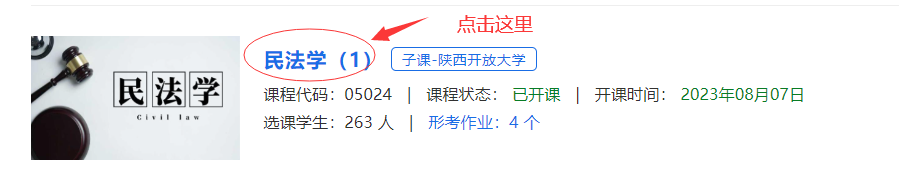 点击这里
民法学（1） 子课-陕西开放大学
民法学
Civil law
课程代码：05024 | 课程状态： 已开课 | 开课时间： 2023年08月07日
选课学生：263 人 | 形考作业：4 个